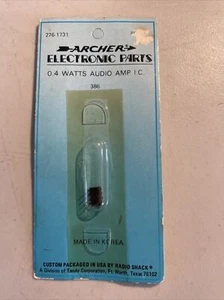 276-1731
ARCHER
ELECTRONIC PARTS
0.4 WATTS AUDIO AMP I.C.
386
MADE IN KOREA
CUSTOM PACKAGED IN USA BY RADIO SHACK®
A Division of Tandy Corporation, Ft. Worth, Texas 76102